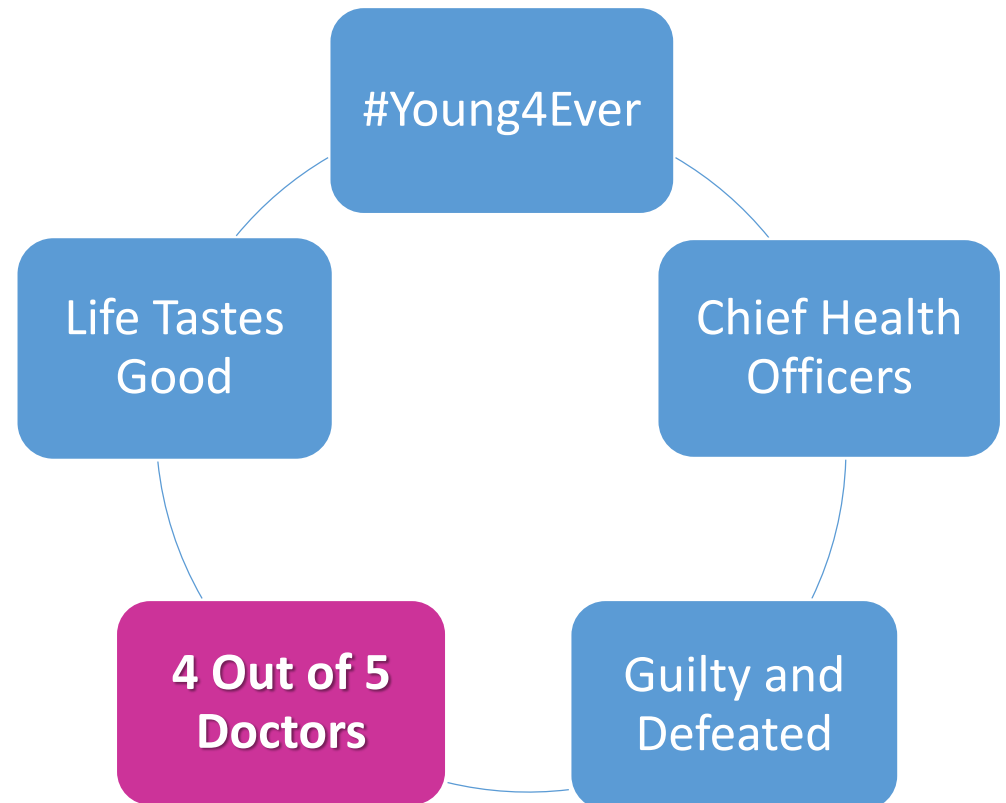 #Young4Ever
Chief Health
Officers
Guilty and
Defeated
4 Out of 5
Doctors
Life Tastes
Good